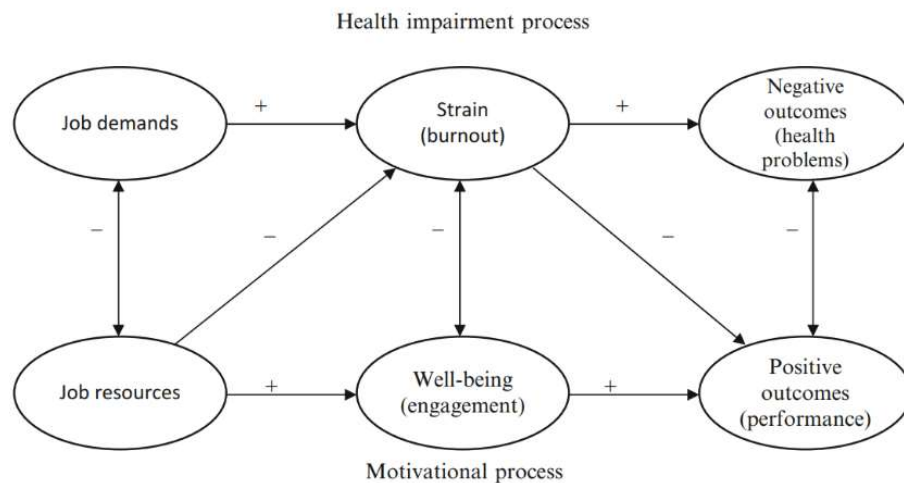 Health impairment process
Job demands
+
Strain
(burnout)
+
Negative
outcomes
(health
problems)
–
–
–
–
–
Job resources
+
Well-being
(engagement)
+
Positive
outcomes
(performance)
Motivational process